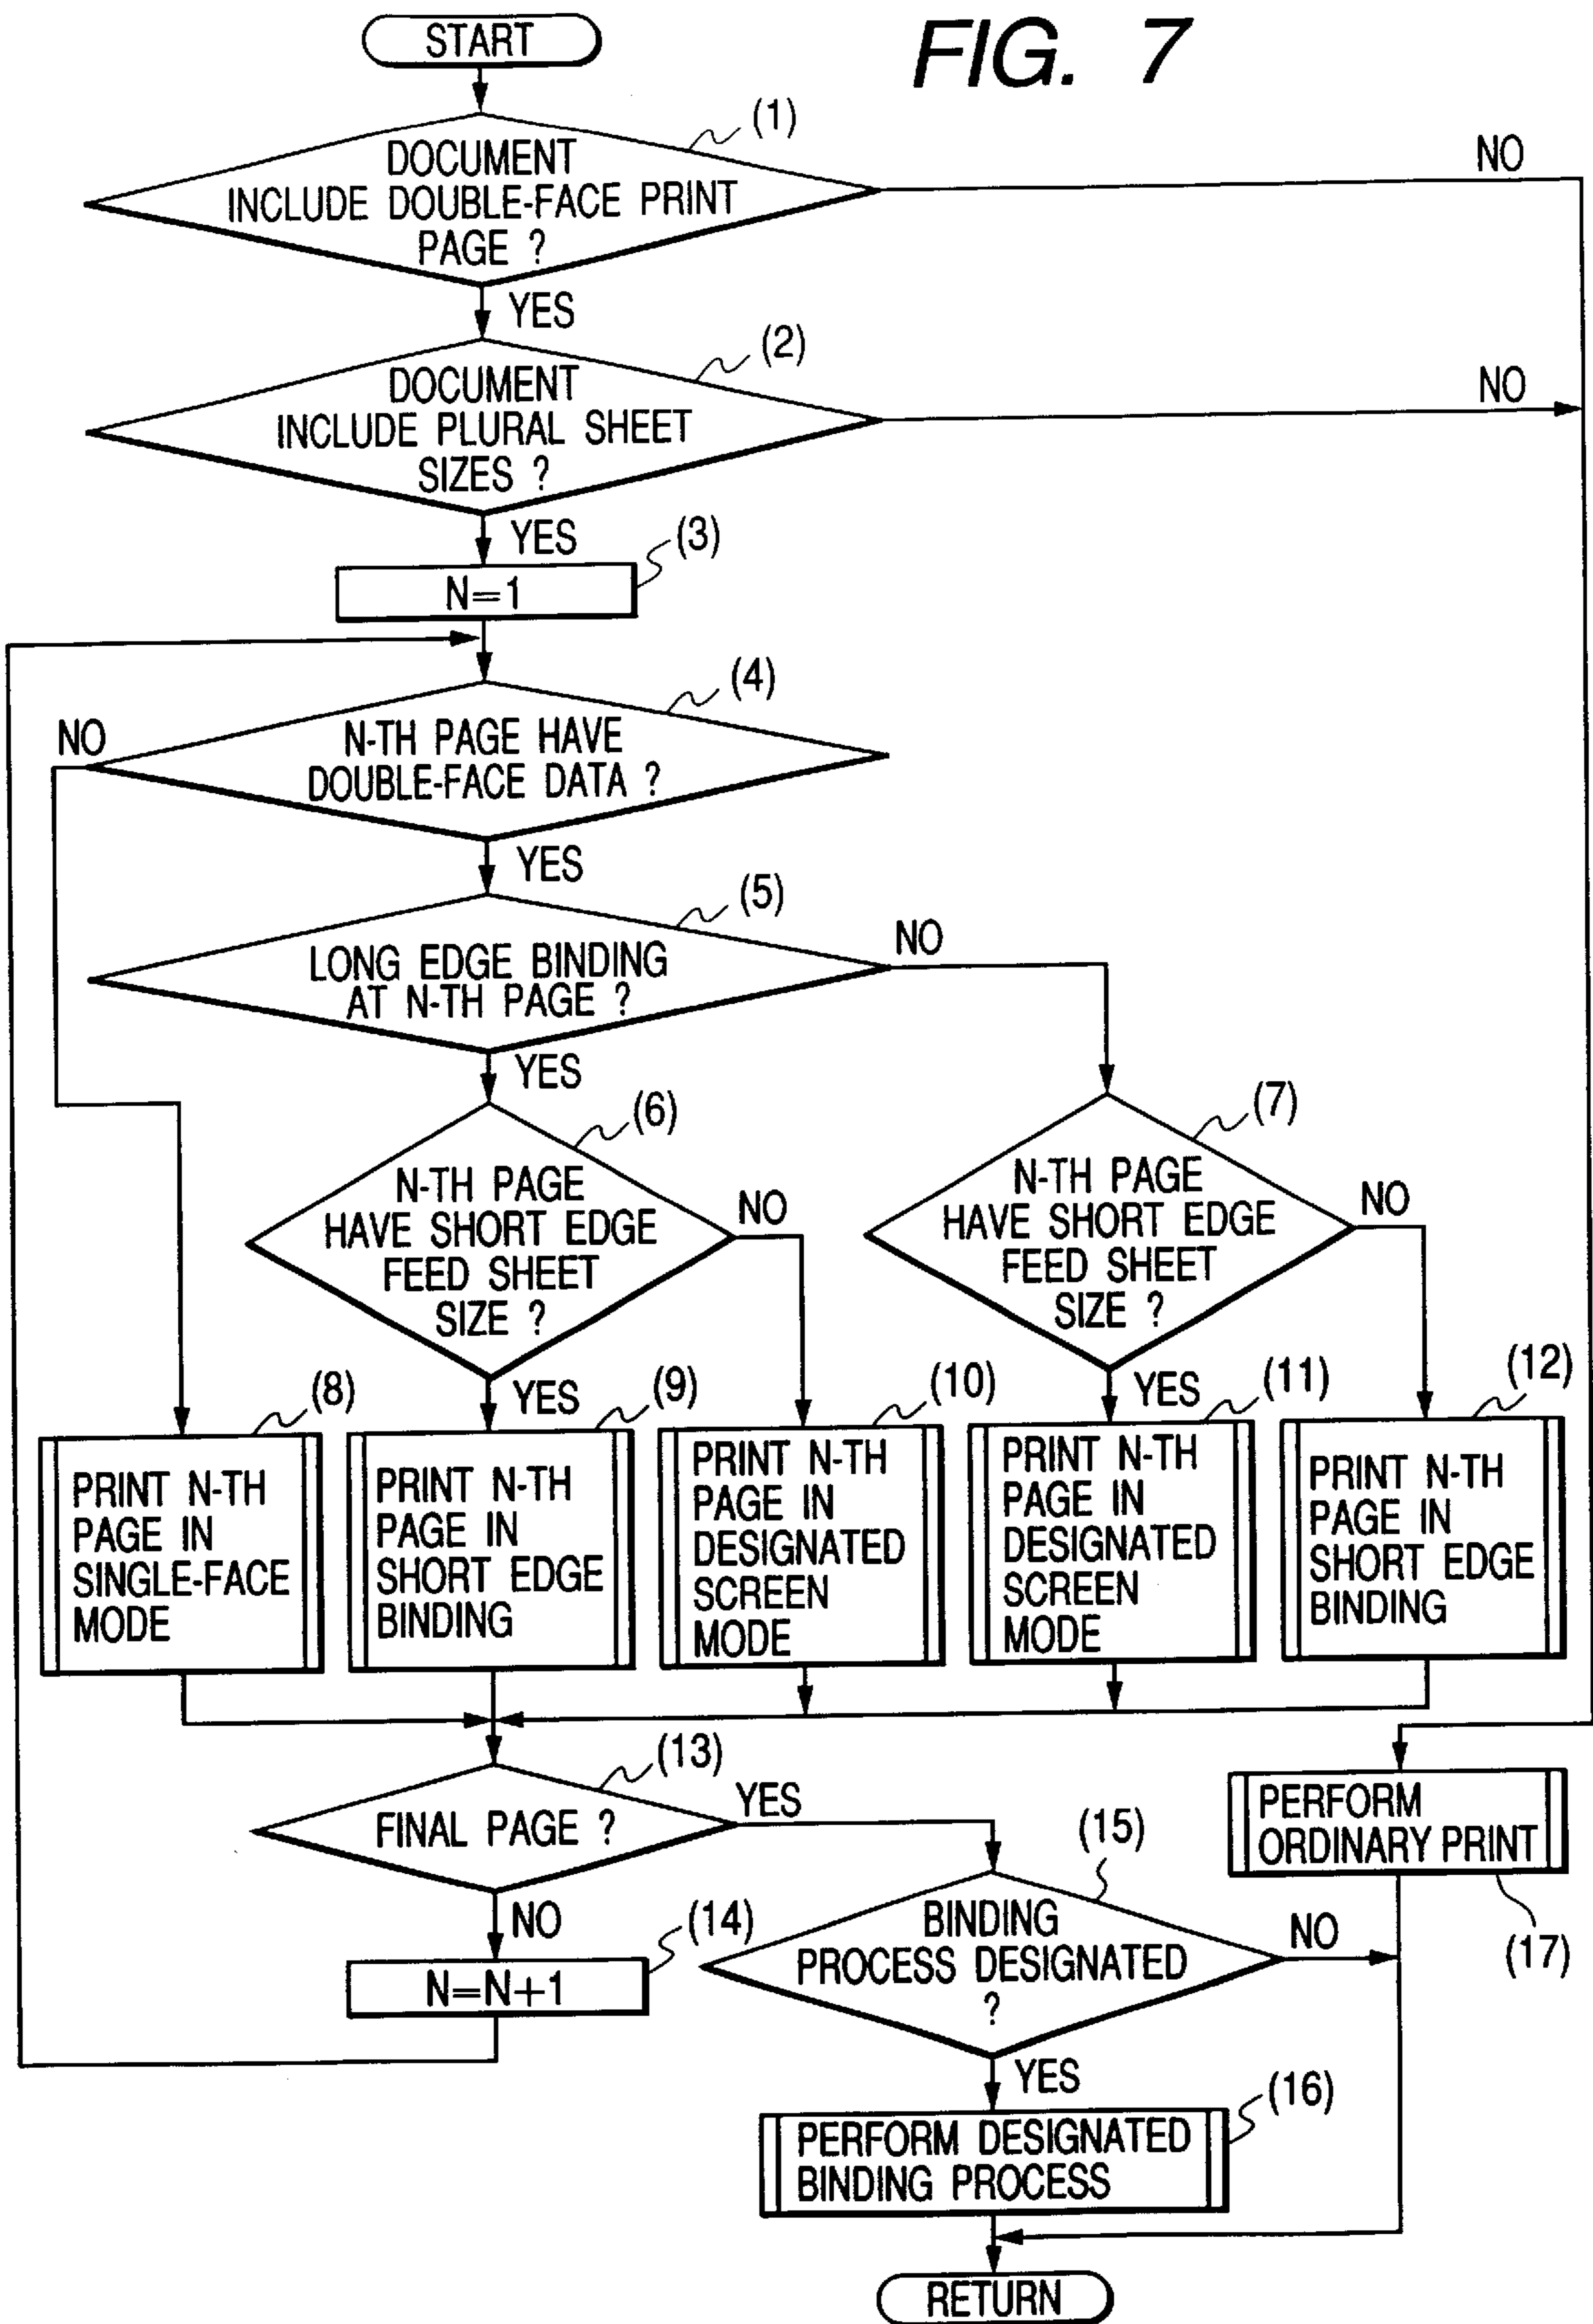 FIG. 7
START
(1)
DOCUMENT
INCLUDE DOUBLE-FACE PRINT
PAGE ?
NO
YES
(2)
DOCUMENT
INCLUDE PLURAL SHEET
SIZES ?
NO
YES
(3)
N=1
(4)
N-TH PAGE HAVE
DOUBLE-FACE DATA ?
NO
YES
(5)
LONG EDGE BINDING
AT N-TH PAGE ?
NO
YES
(6)
N-TH PAGE
HAVE SHORT EDGE
FEED SHEET
SIZE ?
NO
YES
(7)
N-TH PAGE
HAVE SHORT EDGE
FEED SHEET
SIZE ?
NO
YES
(8)
PRINT N-TH
PAGE IN
SINGLE-FACE
MODE
(9)
PRINT N-TH
PAGE IN
SHORT EDGE
BINDING
(10)
PRINT N-TH
PAGE IN
DESIGNATED
SCREEN
MODE
(11)
PRINT N-TH
PAGE IN
DESIGNATED
SCREEN
MODE
(12)
PRINT N-TH
PAGE IN
SHORT EDGE
BINDING
(13)
FINAL PAGE ?
YES
NO
(14)
N=N+1
(15)
BINDING
PROCESS DESIGNATED
?
NO
YES
(16)
PERFORM DESIGNATED
BINDING PROCESS
PERFORM
ORDINARY PRINT
(17)
RETURN